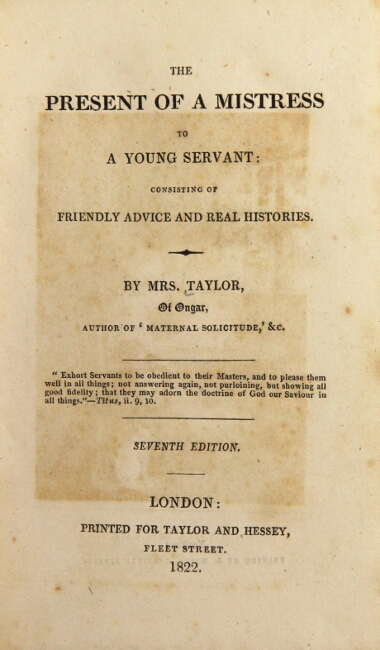 THE
PRESENT OF A MISTRESS
TO
A YOUNG SERVANT:
CONSISTING OF
FRIENDLY ADVICE AND REAL HISTORIES.
BY MRS. TAYLOR,
Of Ongar,
AUTHOR OF ‘ MATERNAL SOLICITUDE,’ &c.
“ Exhort Servants to be obedient to their Masters, and to please them
well in all things; not answering again, not purloining, but showing all
good fidelity; that they may adorn the doctrine of God our Saviour in
all things.”—Titus, ii. 9, 10.
SEVENTH EDITION.
LONDON:
PRINTED FOR TAYLOR AND HESSEY,
FLEET STREET.
1822.